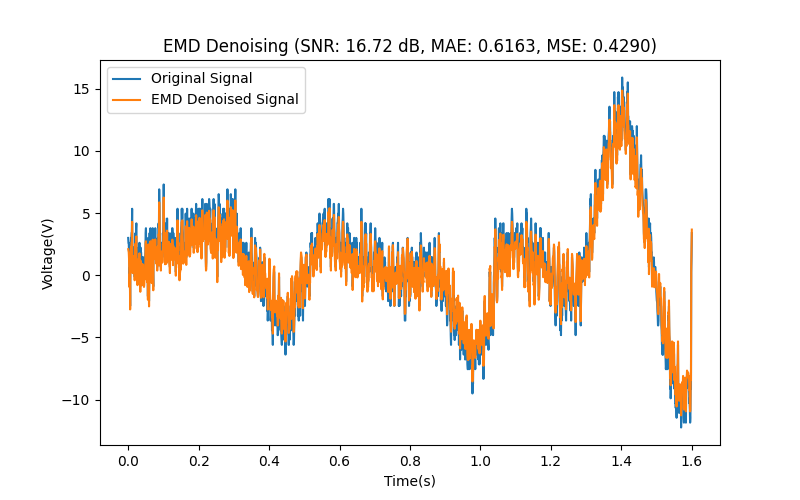 EMD Denoising (SNR: 16.72 dB, MAE: 0.6163, MSE: 0.4290)
Original Signal
EMD Denoised Signal
15
10
5
0
−5
−10
Voltage(V)
0.0 0.2 0.4 0.6 0.8 1.0 1.2 1.4 1.6
Time(s)